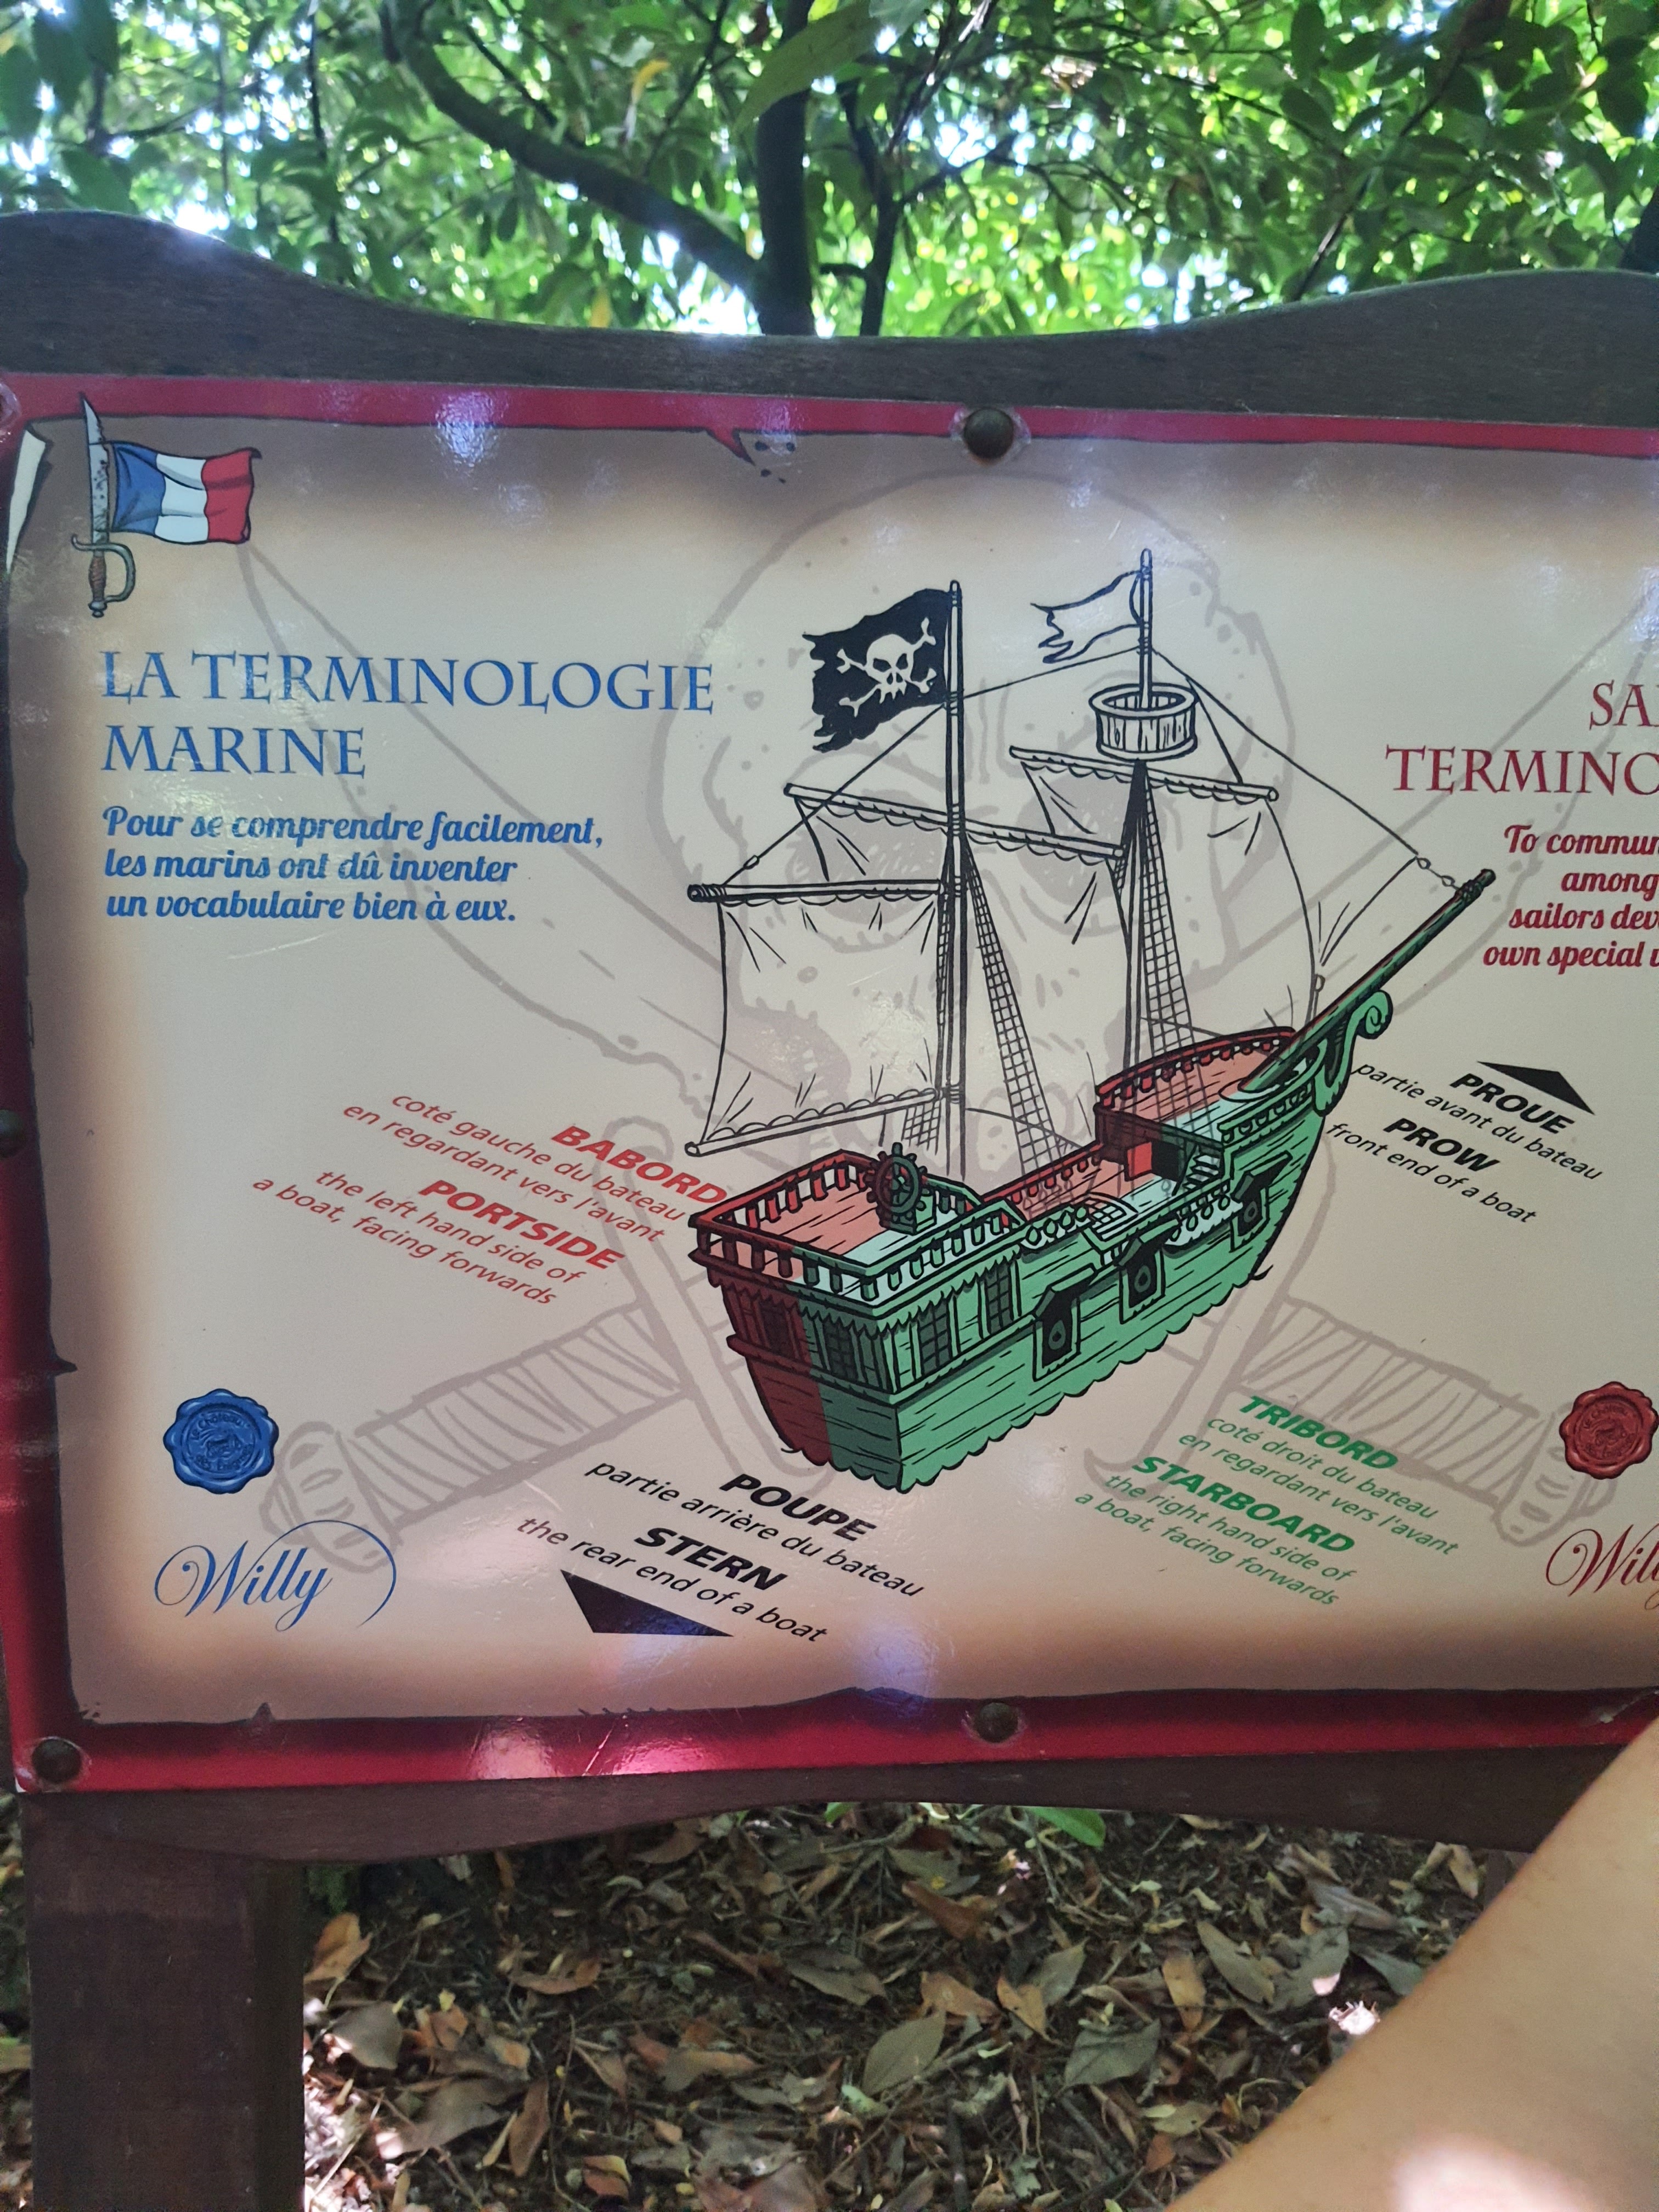 LA TERMINOLOGIE
MARINE
Pour se comprendre facilement,
les marins ont dû inventer
un vocabulaire bien à eux.
SA
TERMINO
To commun
among
sailors dev
own special v
PROUE
partie avant du bateau
PROW
front end of a boat
BABORD
coté gauche du bateau
en regardant vers l'avant
PORTSIDE
the left hand side of
a boat, facing forwards
TRIBORD
coté droit du bateau
en regardant vers l'avant
STARBOARD
the right hand side of
a boat, facing forwards
POUPE
partie arrière du bateau
STERN
the rear end of a boat
Willy
Willy